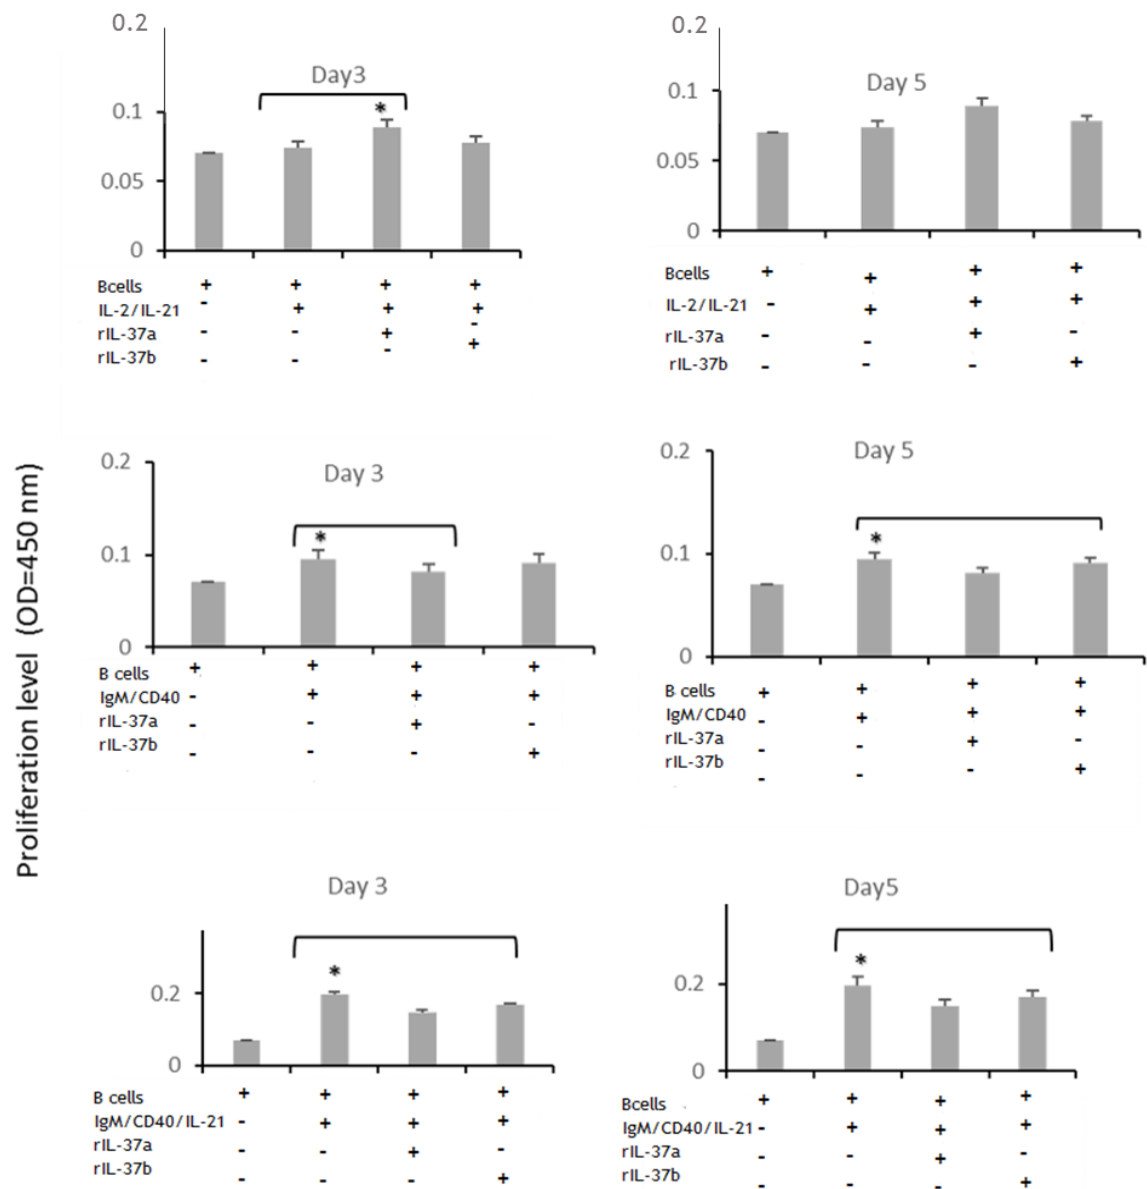 Proliferation level (OD=450 nm)
0.2
Day3
*
0.1
0.05
0
Bcells + + + +
IL-2/IL-21 - + + +
rIL-37a - - + -
rIL-37b - - - +
0.2
Day 5
0.1
0.05
0
Bcells + + + +
IL-2/IL-21 - + + +
rIL-37a - - + -
rIL-37b - - - +
0.2
Day 3
*
0.1
0
B cells + + + +
IgM/CD40 - + + +
rIL-37a - - + -
rIL-37b - - - +
0.2
Day 5
*
0.1
0
B cells + + + +
IgM/CD40 - + + +
rIL-37a - - + -
rIL-37b - - - +
Day 3
*
0.2
0
B cells + + + +
IgM/CD40/IL-21 - + + +
rIL-37a - - + -
rIL-37b - - - +
Day5
*
0.2
0
Bcells + + + +
IgM/CD40/IL-21 - + + +
rIL-37a - - + -
rIL-37b - - - +